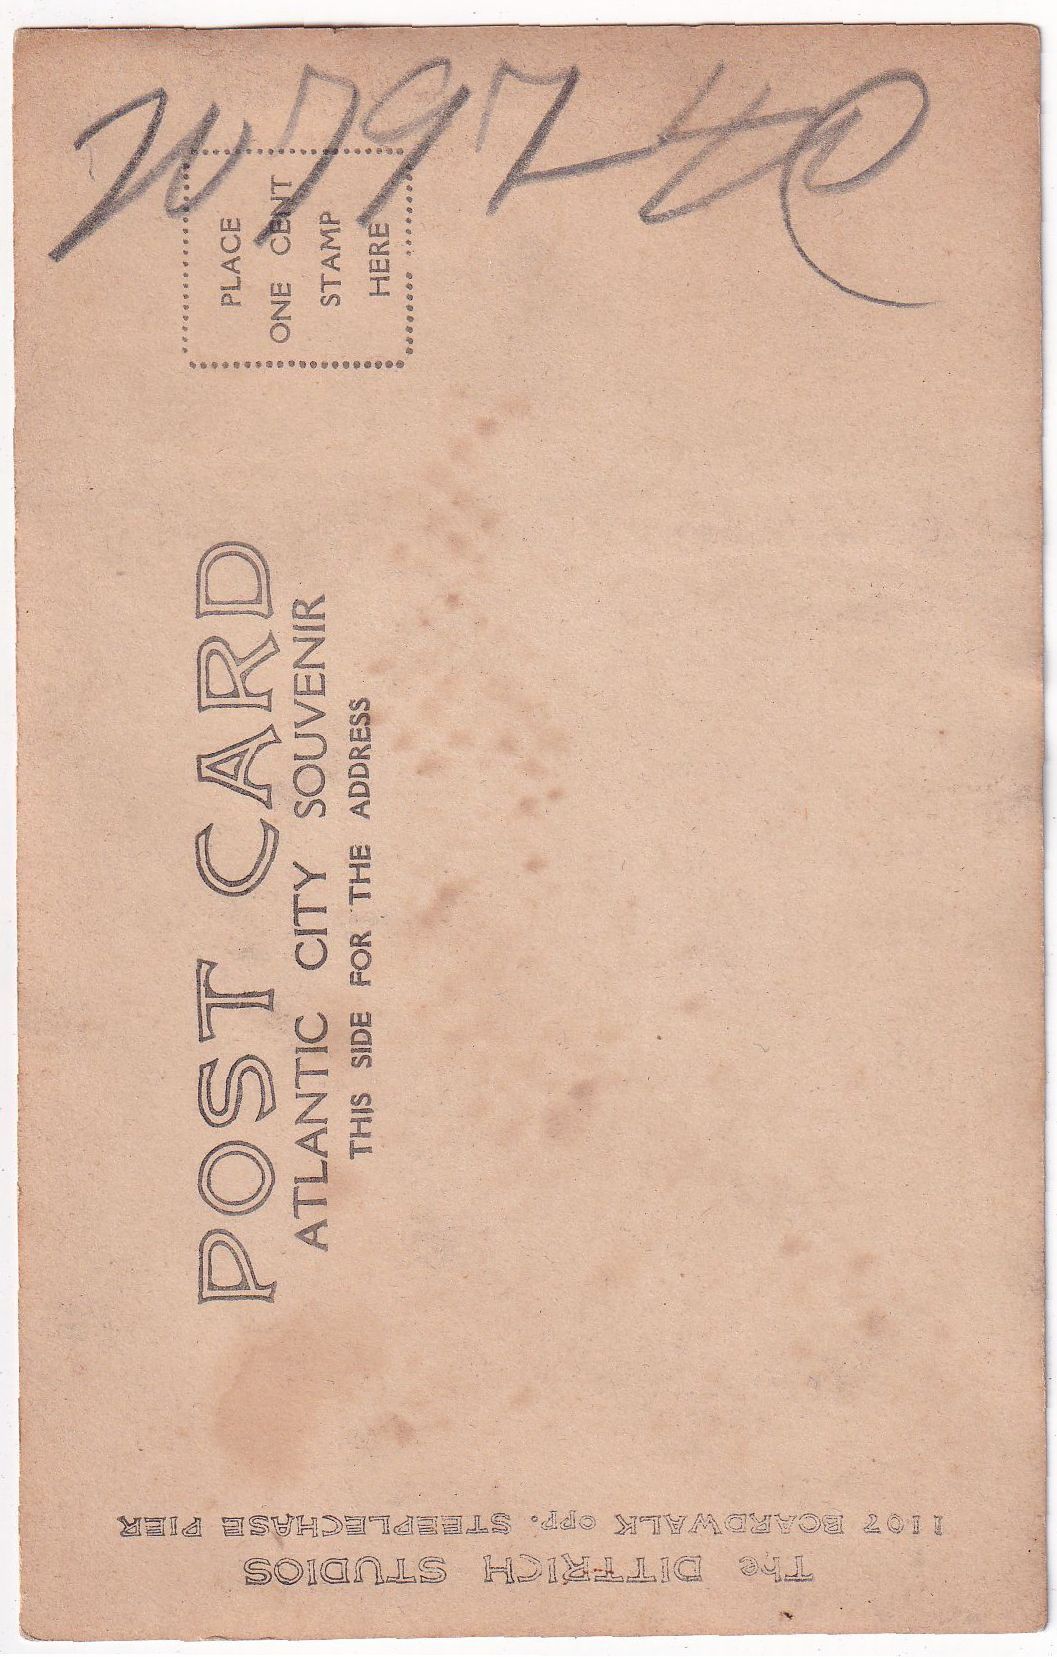 PLACE
ONE CENT
STAMP
HERE
POST CARD
ATLANTIC CITY SOUVENIR
THIS SIDE FOR THE ADDRESS
The DITTRICH STUDIOS
1107 BOARDWALK OPP. STEEPLECHASE PIER